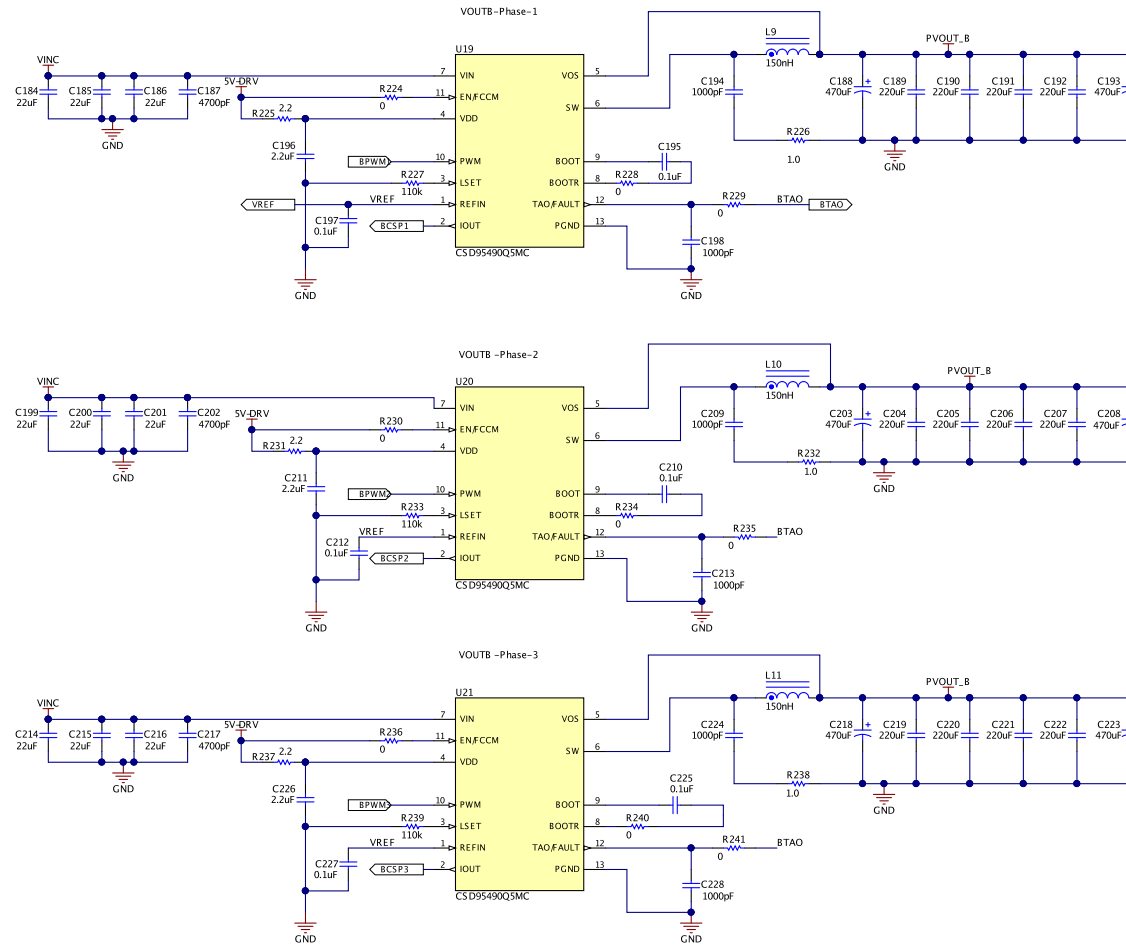 VOUTB-Phase-1
U19
L9
PVOUT_B
150nH
VINC
5V-DRV
C184
22uF
C185
22uF
C186
22uF
C187
4700pF
GND
R224
0
R225
2.2
C196
2.2uF
BPWM
R227
110k
VREF
VREF
C197
0.1uF
BCSP1
GND
7 VIN
11 EN/FCCM
4 VDD
10 PWM
3 LSET
1 REFIN
2 IOUT
VOS 5
SW 6
BOOT 9
BOOTR 8
TAO/FAULT 12
PGND 13
CSD95490Q5MC
C195
0.1uF
R228
0
R229
0
BTAO
BTAO
C198
1000pF
GND
C194
1000pF
R226
1.0
C188
470uF
+
C189
220uF
C190
220uF
C191
220uF
C192
220uF
C193
470uF
GND
VOUTB -Phase-2
U20
L10
PVOUT_B
150nH
VINC
5V-DRV
C199
22uF
C200
22uF
C201
22uF
C202
4700pF
GND
R230
0
R231
2.2
C211
2.2uF
BPWM2
R233
110k
VREF
C212
0.1uF
BCSP2
GND
7 VIN
11 EN/FCCM
4 VDD
10 PWM
3 LSET
1 REFIN
2 IOUT
VOS 5
SW 6
BOOT 9
BOOTR 8
TAO/FAULT 12
PGND 13
CSD95490Q5MC
C210
0.1uF
R234
0
R235
0
BTAO
C213
1000pF
GND
C209
1000pF
R232
1.0
C203
470uF
+
C204
220uF
C205
220uF
C206
220uF
C207
220uF
C208
470uF
GND
VOUTB -Phase-3
U21
L11
PVOUT_B
150nH
VINC
5V-DRV
C214
22uF
C215
22uF
C216
22uF
C217
4700pF
GND
R236
0
R237
2.2
C226
2.2uF
BPWM
R239
110k
VREF
C227
0.1uF
BCSP3
GND
7 VIN
11 EN/FCCM
4 VDD
10 PWM
3 LSET
1 REFIN
2 IOUT
VOS 5
SW 6
BOOT 9
BOOTR 8
TAO/FAULT 12
PGND 13
CSD95490Q5MC
C225
0.1uF
R240
0
R241
0
BTAO
C228
1000pF
GND
C224
1000pF
R238
1.0
C218
470uF
+
C219
220uF
C220
220uF
C221
220uF
C222
220uF
C223
470uF
GND